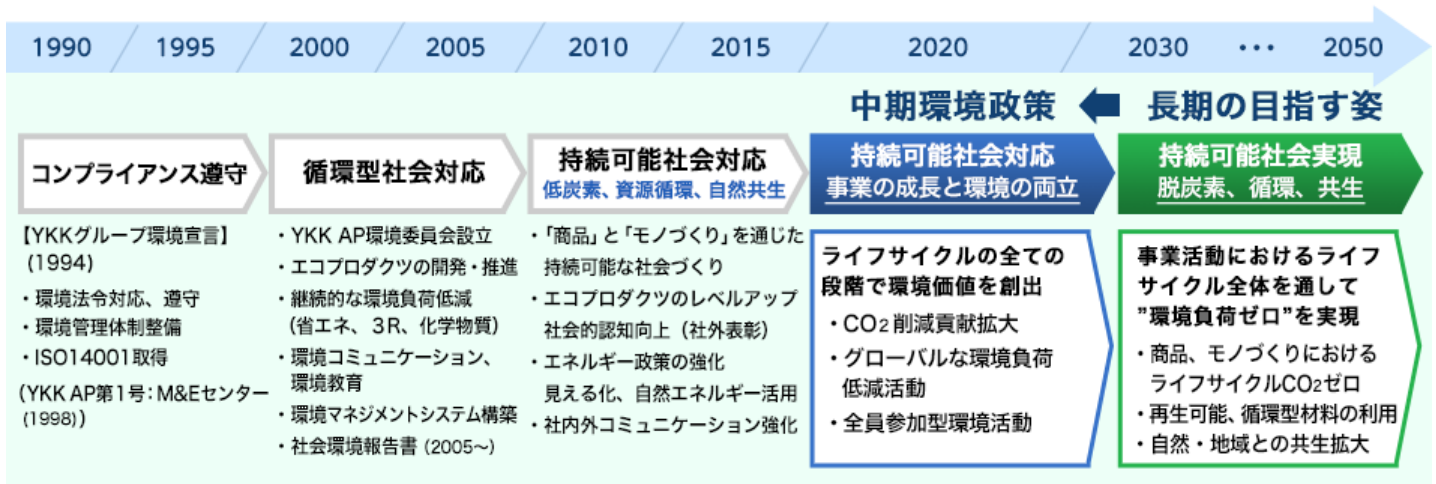 1990
1995
2000
2005
2010
2015
2020
2030
・・・
2050
中期環境政策
長期の目指す姿
コンプライアンス遵守
【YKKグループ環境宣言】
(1994)
・環境法令対応、遵守
・環境管理体制整備
・ISO14001取得
(YKK AP第1号：M&Eセンター
(1998))
循環型社会対応
・YKK AP環境委員会設立
・エコプロダクツの開発・推進
・継続的な環境負荷低減
(省エネ、３R、化学物質)
・環境コミュニケーション、
環境教育
・環境マネジメントシステム構築
・社会環境報告書（2005〜）
持続可能社会対応
低炭素、資源循環、自然共生
・「商品」と「モノづくり」を通じた
持続可能な社会づくり
・エコプロダクツのレベルアップ
社会的認知向上（社外表彰）
・エネルギー政策の強化
見える化、自然エネルギー活用
・社内外コミュニケーション強化
持続可能社会対応
事業の成長と環境の両立
ライフサイクルの全ての
段階で環境価値を創出
・CO2削減貢献拡大
・グローバルな環境負荷
低減活動
・全員参加型環境活動
持続可能社会実現
脱炭素、循環、共生
事業活動におけるライフ
サイクル全体を通して
”環境負荷ゼロ”を実現
・商品、モノづくりにおける
ライフサイクルCO2ゼロ
・再生可能、循環型材料の利用
・自然・地域との共生拡大